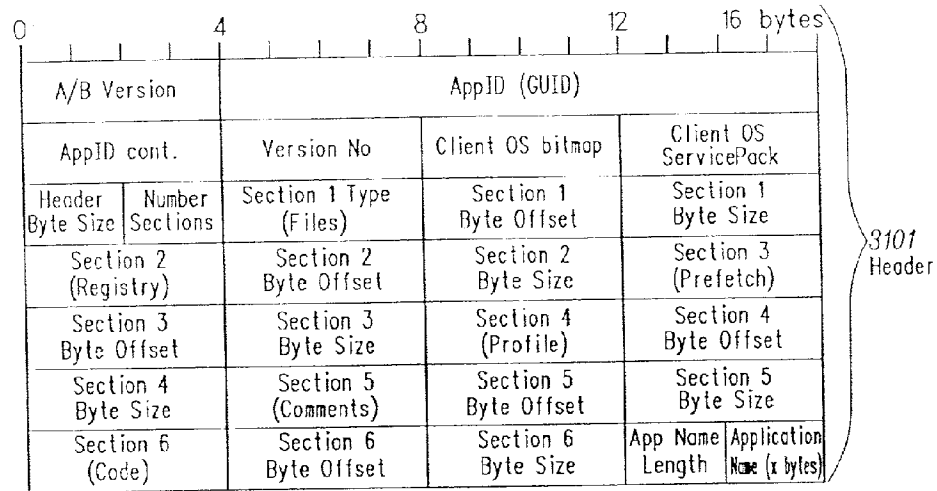 0 4 8 12 16 bytes
A/B Version AppID (GUID)
AppID cont. Version No Client OS bitmap Client OS
ServicePack
Header Number Section 1 Type Section 1 Section 1
Byte Size Sections (Files) Byte Offset Byte Size
Section 2 Section 2 Section 2 Section 3
(Registry) Byte Offset Byte Size (Prefetch)
3101
Header
Section 3 Section 3 Section 4 Section 4
Byte Offset Byte Size (Profile) Byte Offset
Section 4 Section 5 Section 5 Section 5
Byte Size (Comments) Byte Offset Byte Size
Section 6 Section 6 Section 6 App Name Application
(Code) Byte Offset Byte Size Length Name (x bytes)